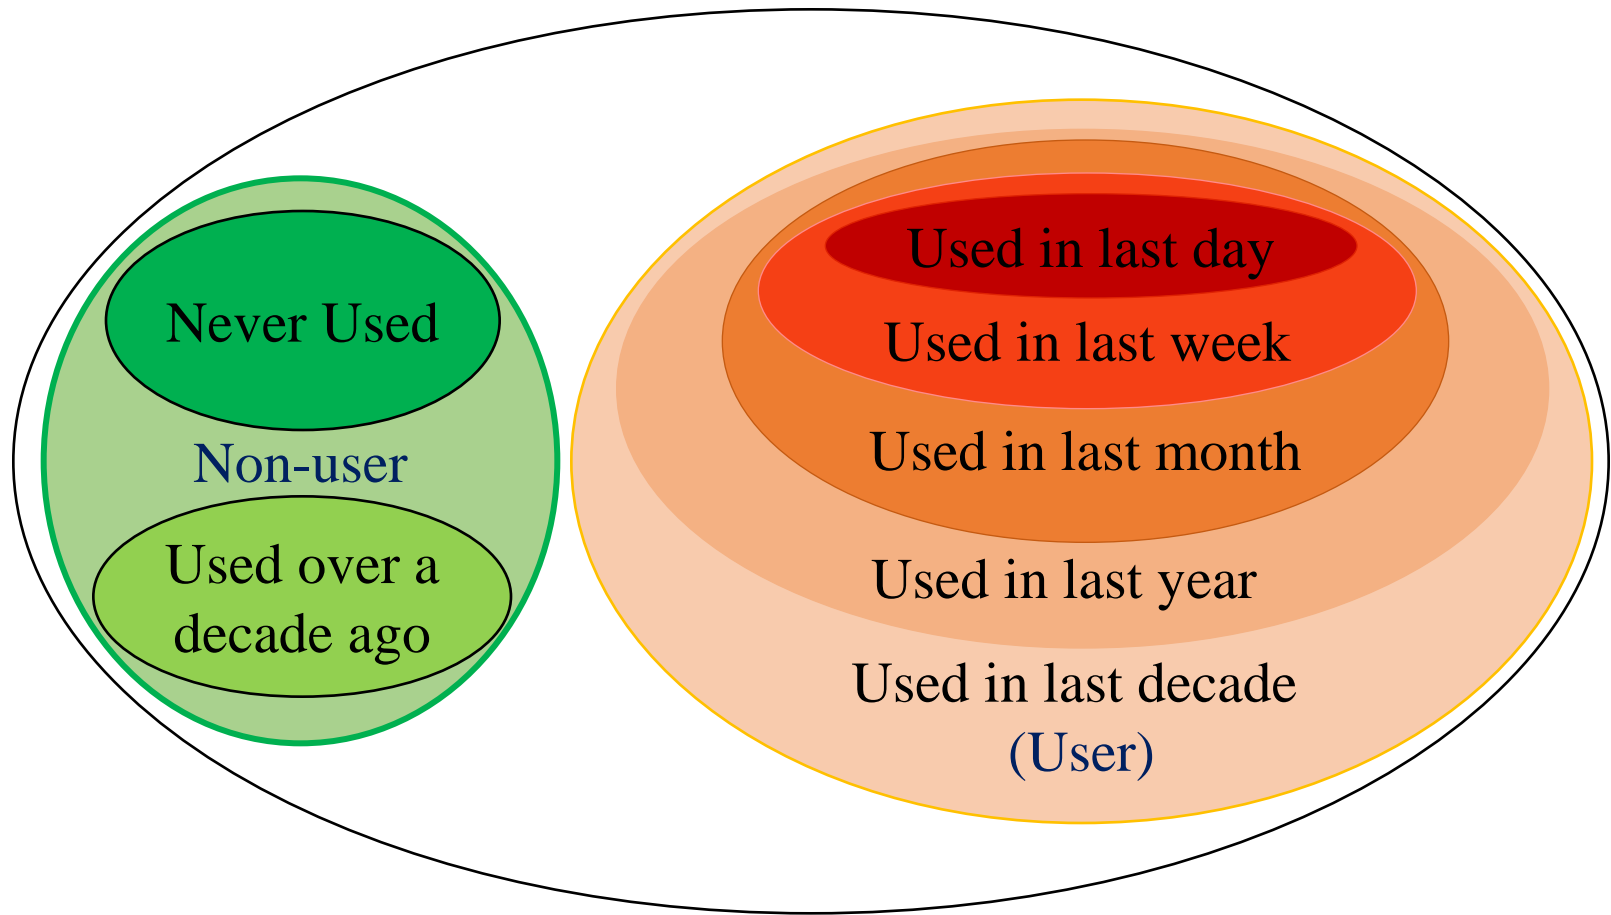 Never Used
Non-user
Used over a
decade ago
Used in last day
Used in last week
Used in last month
Used in last year
Used in last decade
(User)